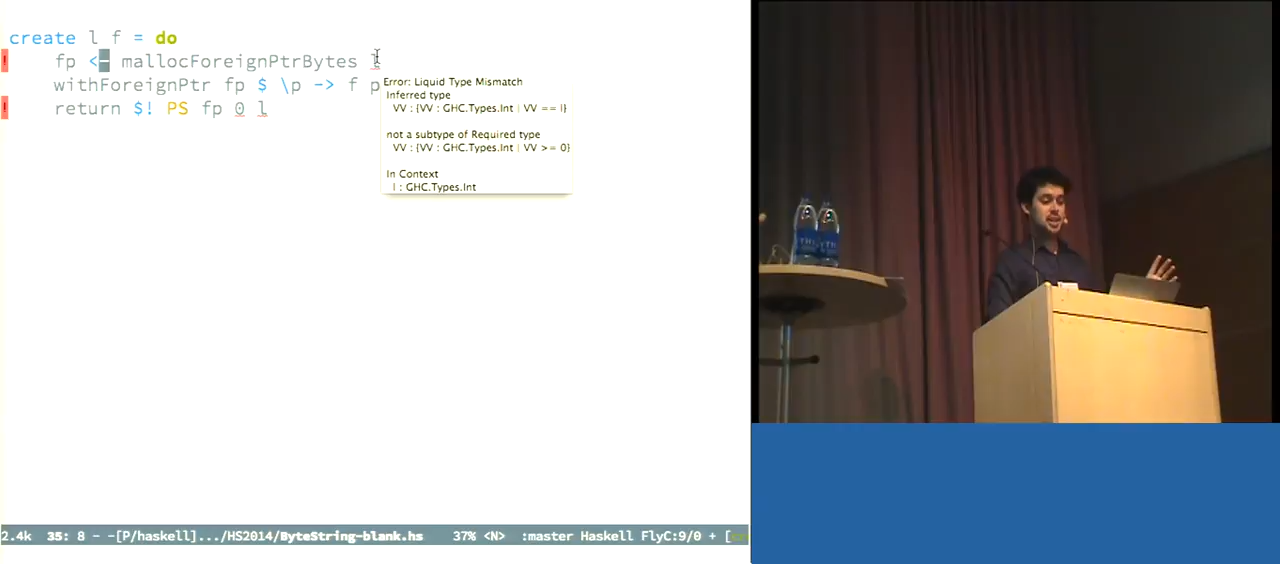 create l f = do
fp <- mallocForeignPtrBytes l
withForeignPtr fp $ \p -> f p
return $! PS fp 0 l
Error: Liquid Type Mismatch
Inferred type
VV : {VV : GHC.Types.Int | VV == l}
not a subtype of Required type
VV : {VV : GHC.Types.Int | VV >= 0}
In Context
l : GHC.Types.Int
2.4k 35: 8 - -[P/haskell].../HS2014/ByteString-blank.hs 37% <N> :master Haskell FlyC:9/0 + [